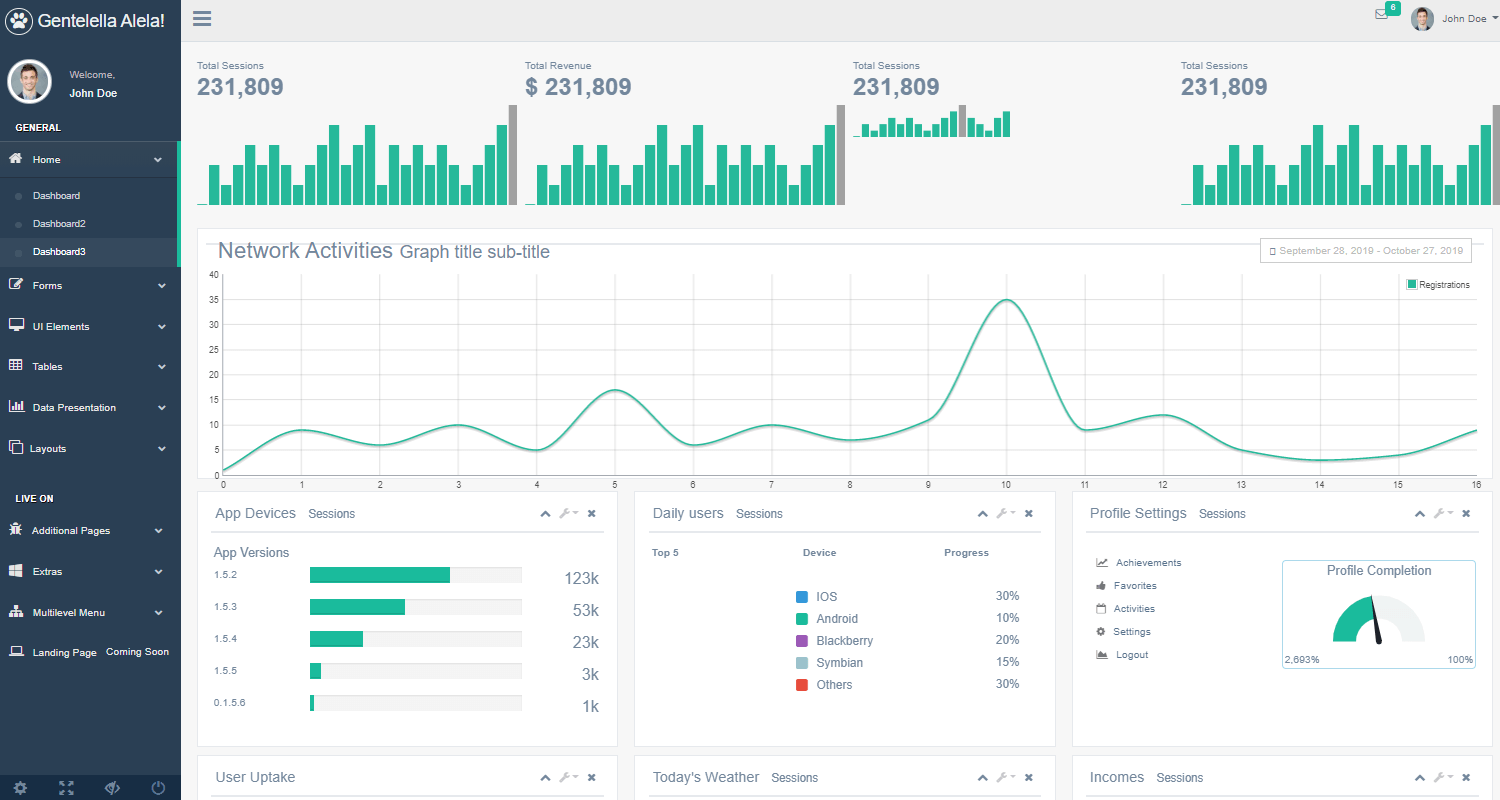 Gentelella Alela!
6
John Doe
Welcome,
John Doe
GENERAL
Home
Dashboard
Dashboard2
Dashboard3
Forms
UI Elements
Tables
Data Presentation
Layouts
LIVE ON
Additional Pages
Extras
Multilevel Menu
Landing Page Coming Soon
Total Sessions
231,809
Total Revenue
$ 231,809
Total Sessions
231,809
Total Sessions
231,809
Network Activities Graph title sub-title
September 28, 2019 - October 27, 2019
Registrations
40
35
30
25
20
15
10
5
0
0 1 2 3 4 5 6 7 8 9 10 11 12 13 14 15 16
App Devices Sessions
App Versions
1.5.2 123k
1.5.3 53k
1.5.4 23k
1.5.5 3k
0.1.5.6 1k
Daily users Sessions
Top 5 Device Progress
IOS 30%
Android 10%
Blackberry 20%
Symbian 15%
Others 30%
Profile Settings Sessions
Achievements
Favorites
Activities
Settings
Logout
Profile Completion
2,693% 100%
User Uptake
Today's Weather Sessions
Incomes Sessions